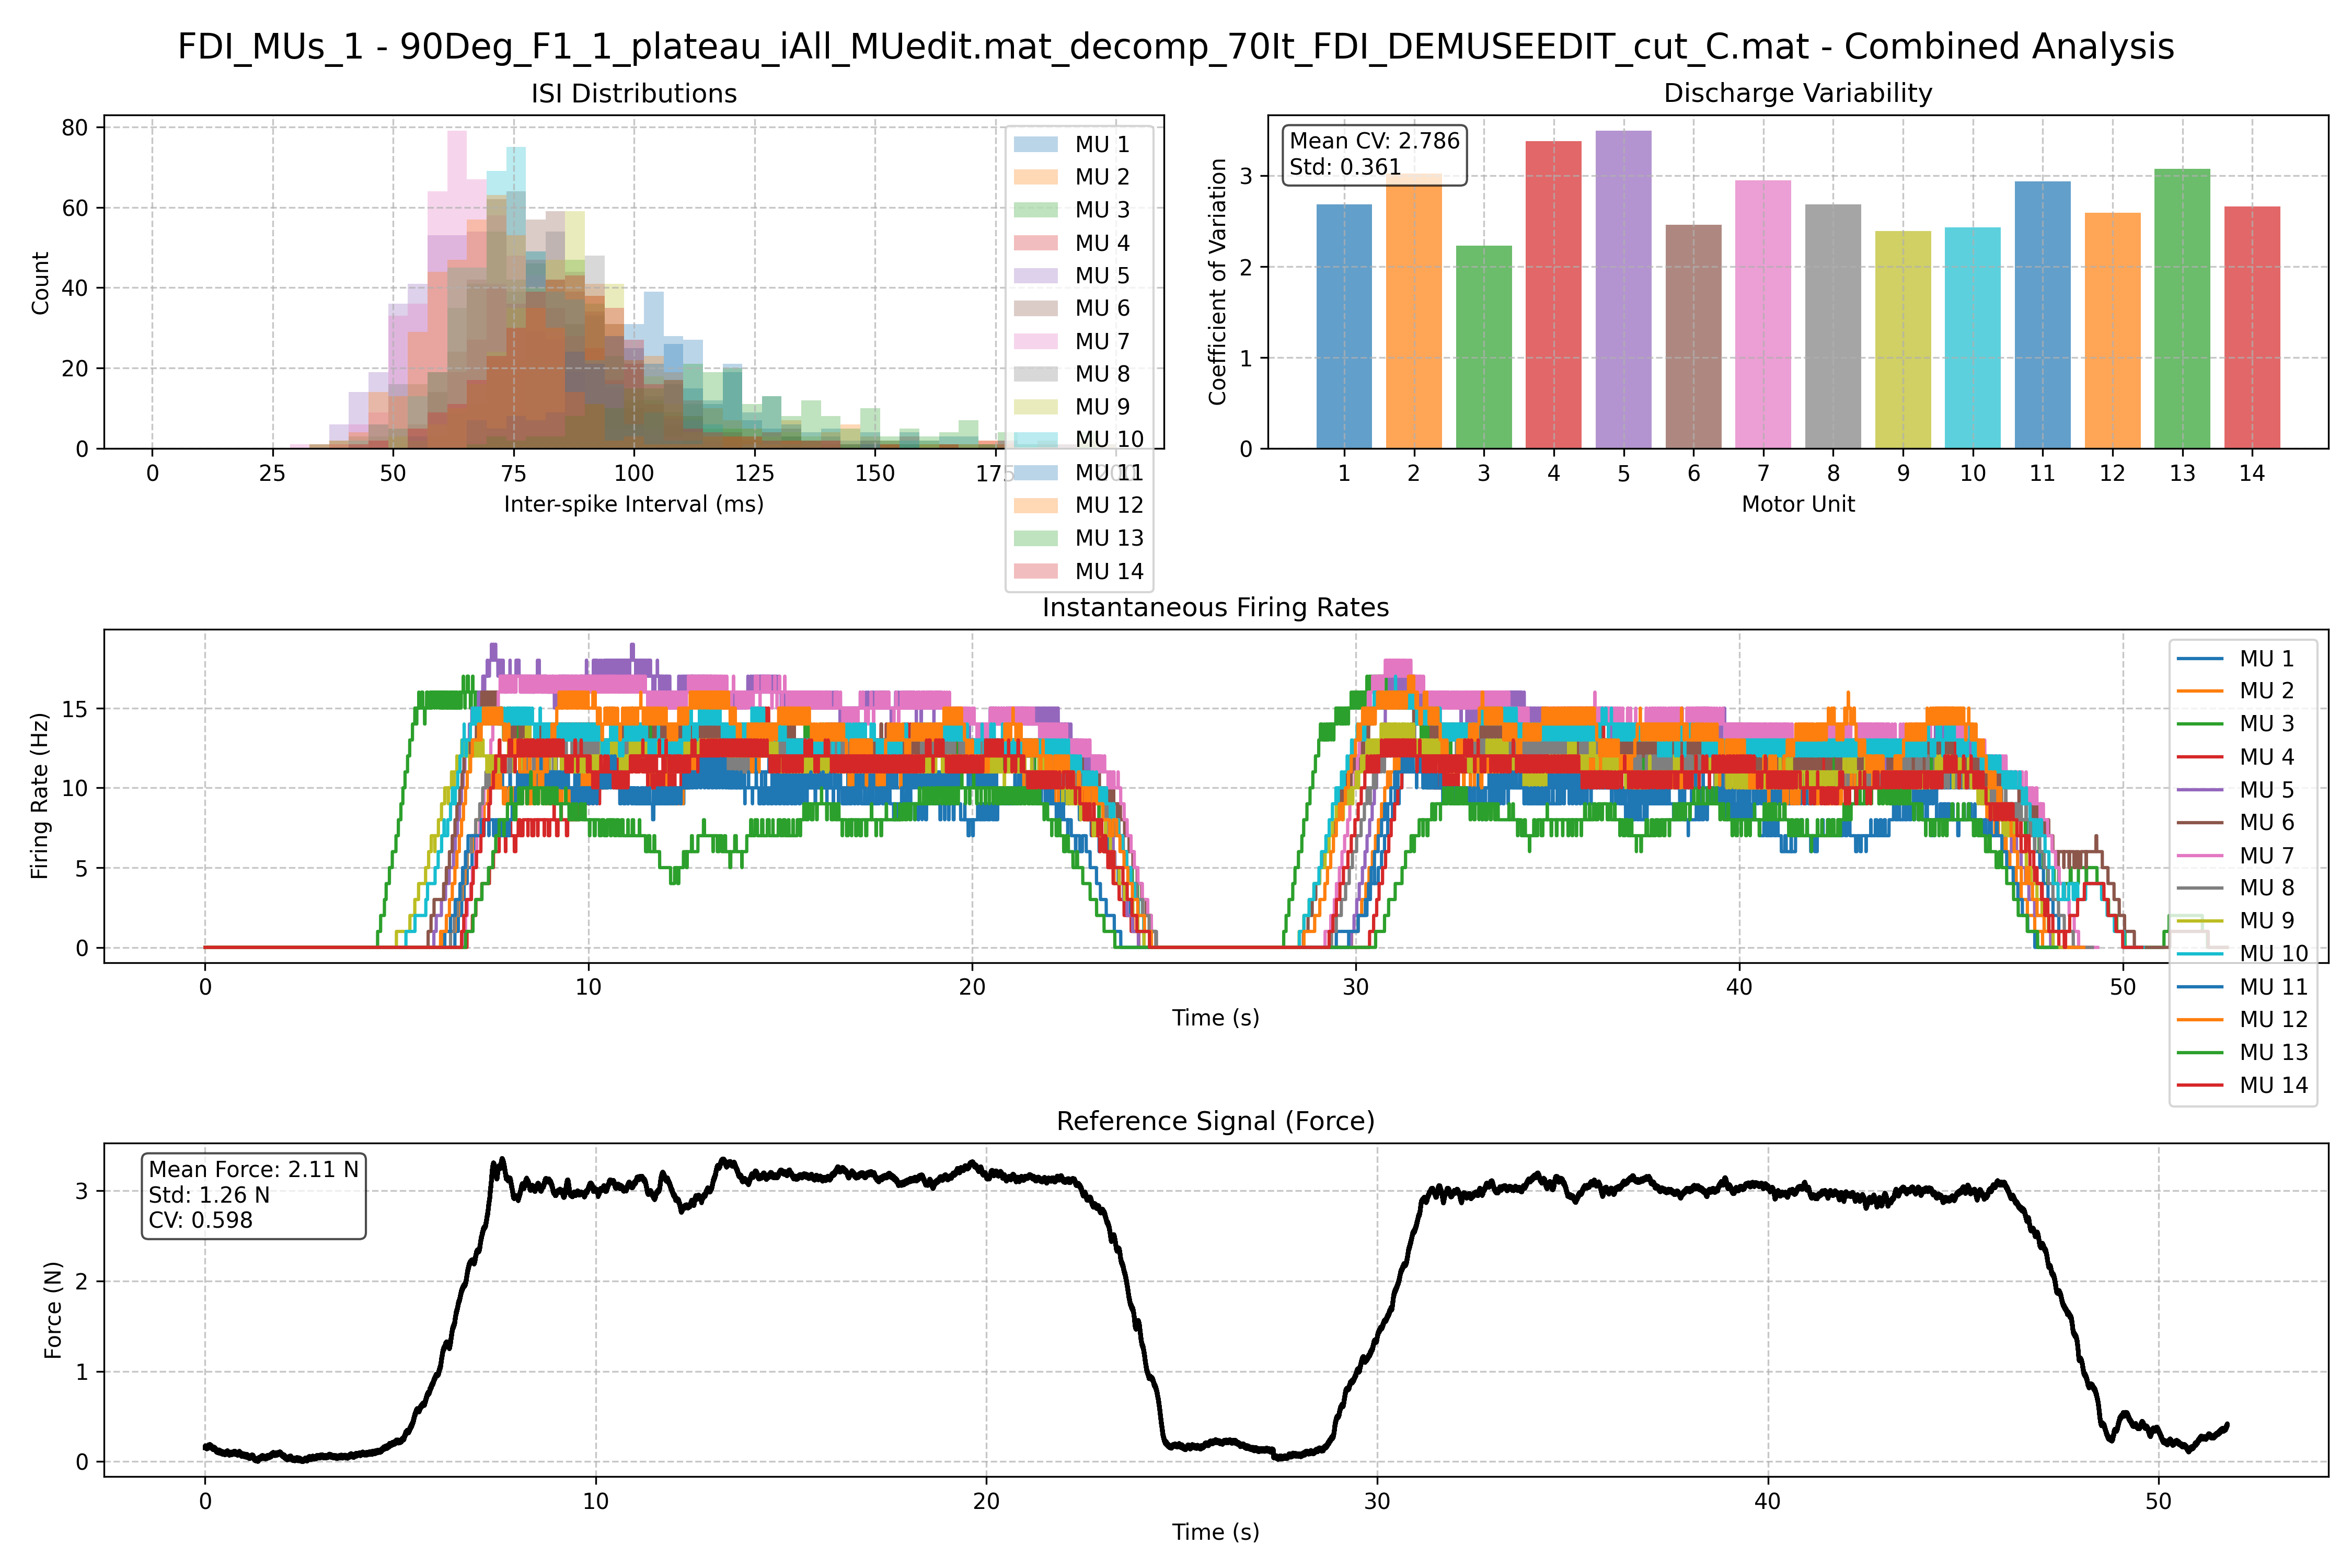 FDI_MUs_1 - 90Deg_F1_1_plateau_iAll_MUedit.mat_decomp_70It_FDI_DEMUSEEDIT_cut_C.mat - Combined Analysis
ISI Distributions
80
60
40
20
0
Count
0 25 50 75 100 125 150 175 200
Inter-spike Interval (ms)
MU 1
MU 2
MU 3
MU 4
MU 5
MU 6
MU 7
MU 8
MU 9
MU 10
MU 11
MU 12
MU 13
MU 14
Discharge Variability
Mean CV: 2.786
Std: 0.361
3
2
1
0
Coefficient of Variation
1 2 3 4 5 6 7 8 9 10 11 12 13 14
Motor Unit
Instantaneous Firing Rates
15
10
5
0
Firing Rate (Hz)
0 10 20 30 40 50
Time (s)
MU 1
MU 2
MU 3
MU 4
MU 5
MU 6
MU 7
MU 8
MU 9
MU 10
MU 11
MU 12
MU 13
MU 14
Reference Signal (Force)
Mean Force: 2.11 N
Std: 1.26 N
CV: 0.598
3
2
1
0
Force (N)
0 10 20 30 40 50
Time (s)